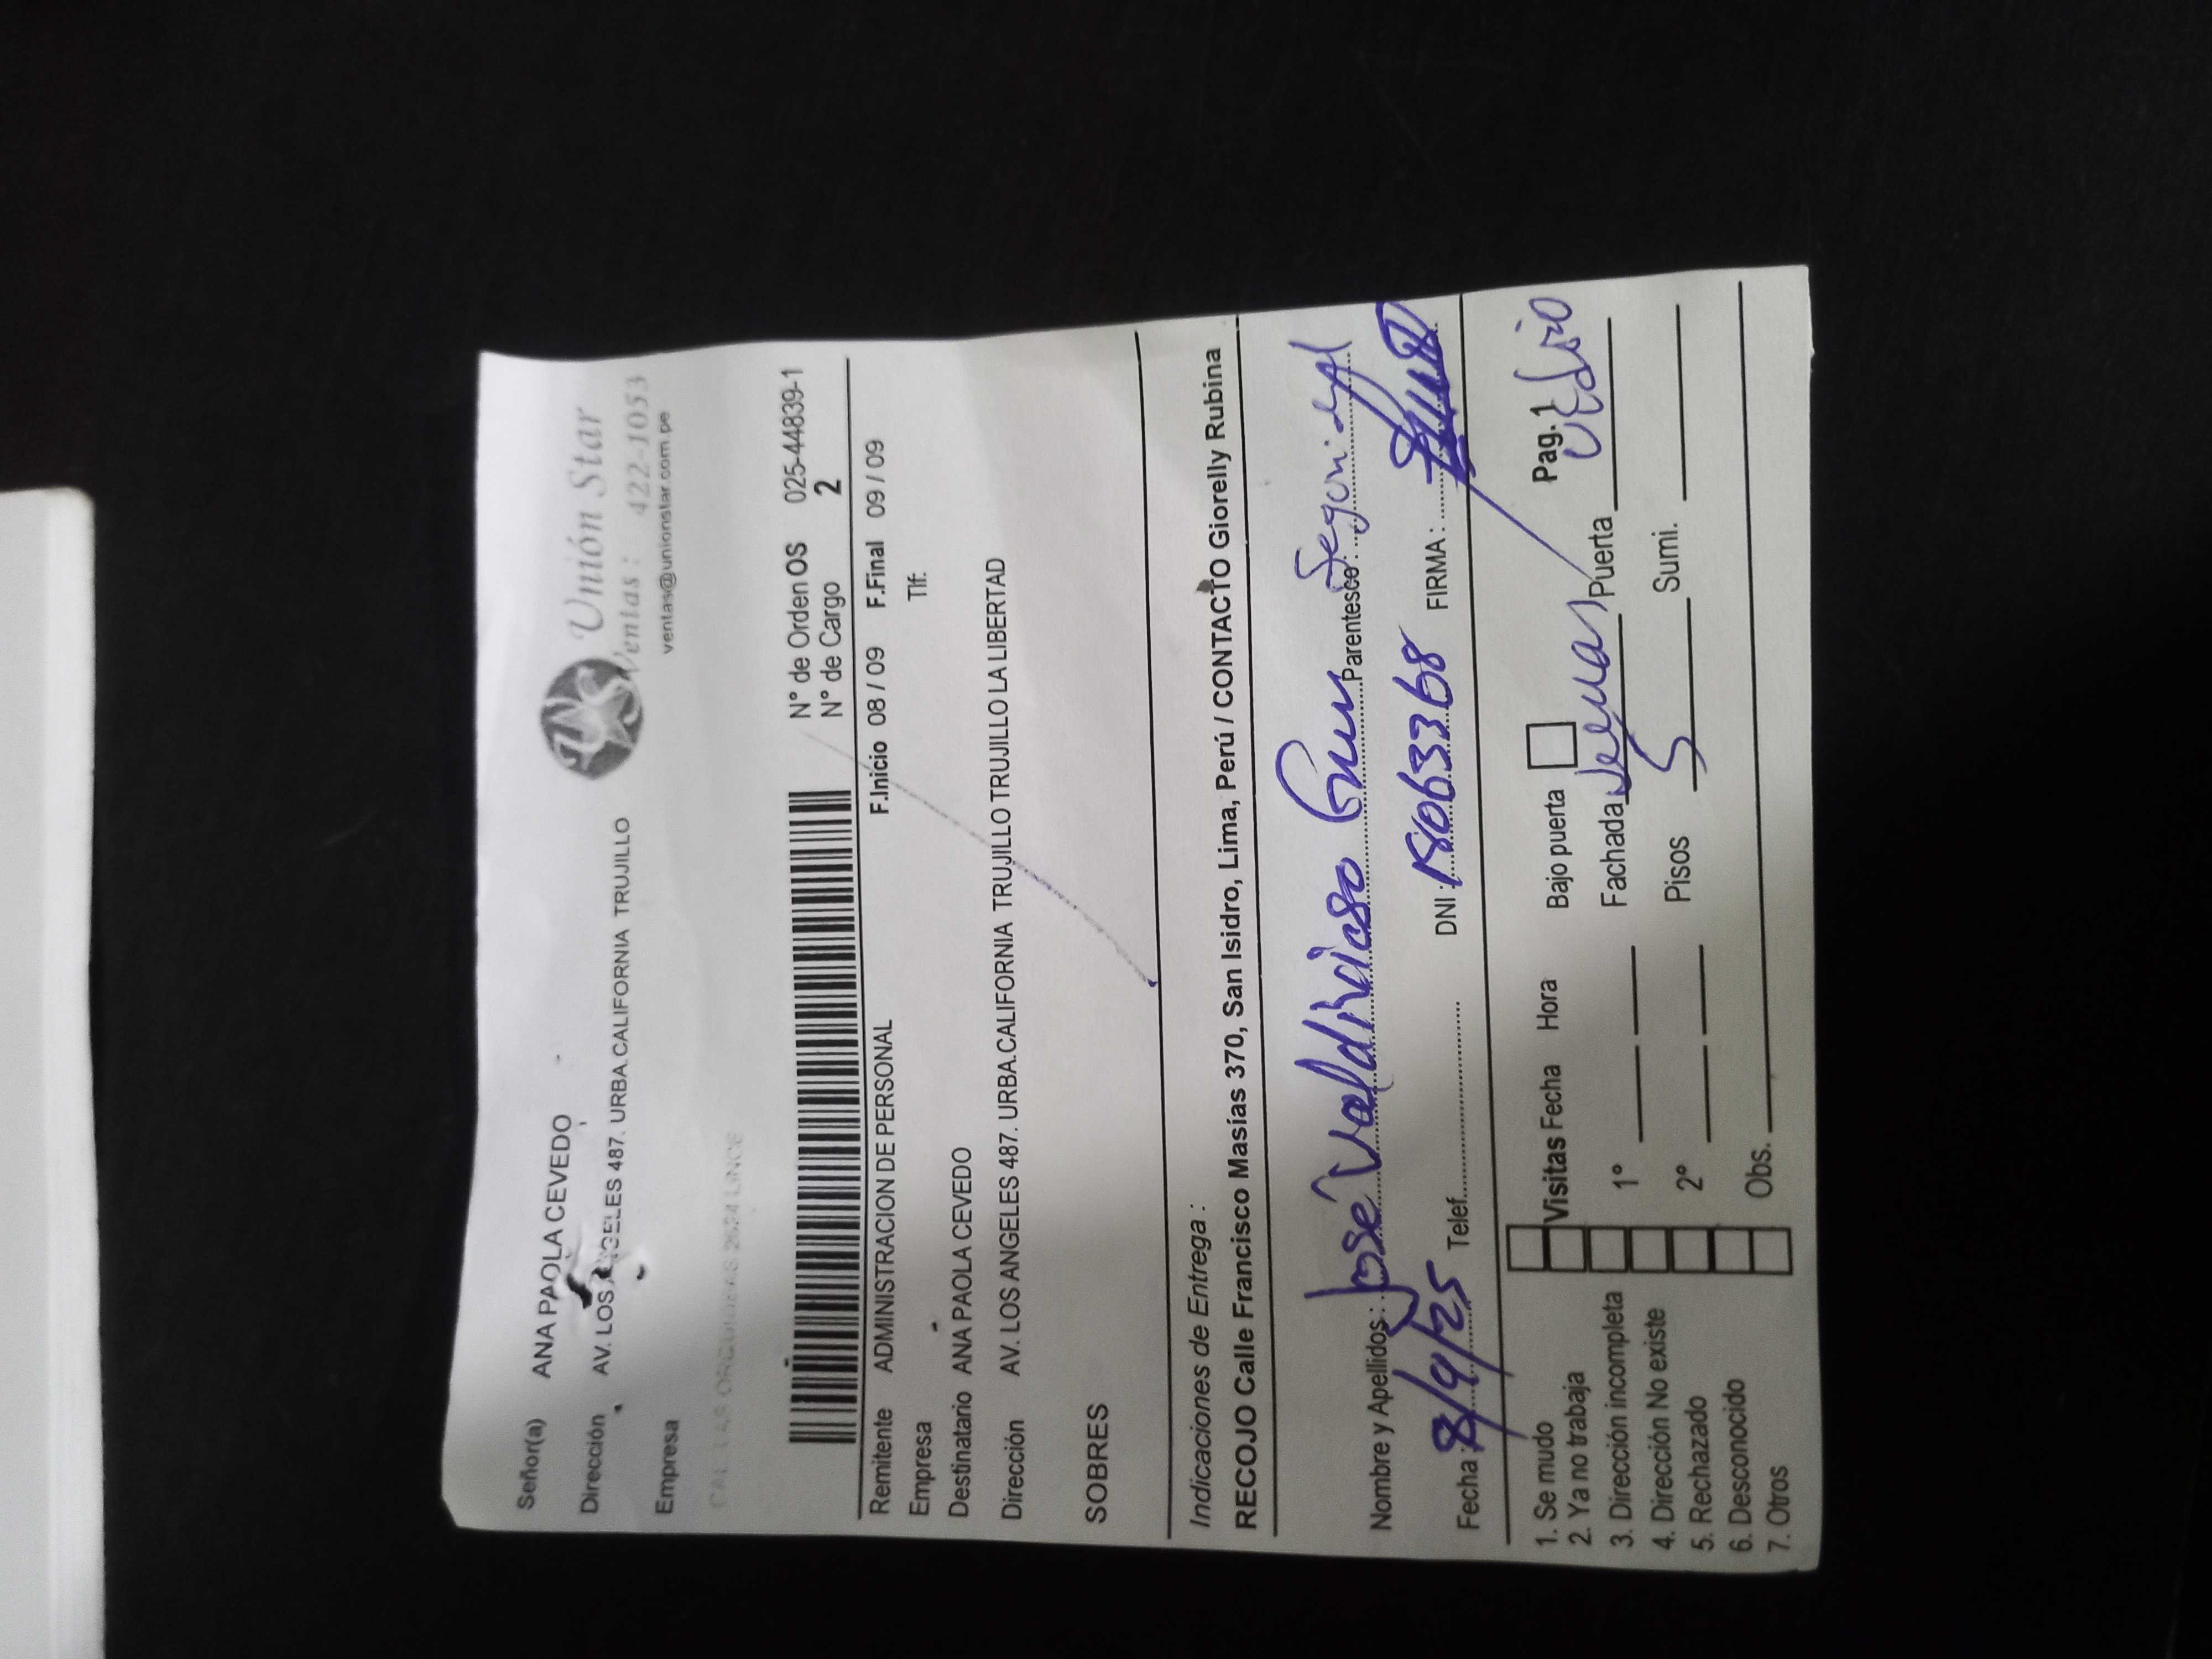 Señor(a) ANA PAOLA CEVEDO
Dirección AV. LOS ANGELES 487. URBA.CALIFORNIA TRUJILLO
Empresa
Unión Star
Ventas : 422-1053
ventas@unionstar.com.pe
N° de Orden OS 025-44839-1
N° de Cargo 2
Remitente ADMINISTRACION DE PERSONAL F.Inicio 08 / 09 F.Final 09 / 09
Empresa Tlf.
Destinatario ANA PAOLA CEVEDO
Dirección AV. LOS ANGELES 487. URBA.CALIFORNIA TRUJILLO TRUJILLO LA LIBERTAD
SOBRES
Indicaciones de Entrega :
RECOJO Calle Francisco Masías 370, San Isidro, Lima, Perú / CONTACTO Giorelly Rubina
Nombre y Apellidos: José Valdivieso Parentesco:
Fecha 8/9/25 Telef. DNI : 18063368 FIRMA :
1. Se mudo
2. Ya no trabaja
3. Dirección incompleta
4. Dirección No existe
5. Rechazado
6. Desconocido
7. Otros
Visitas Fecha Hora Bajo puerta Pag. 1
1° Fachada Puerta Vidrio
2° Pisos 5 Sumi.
Obs.